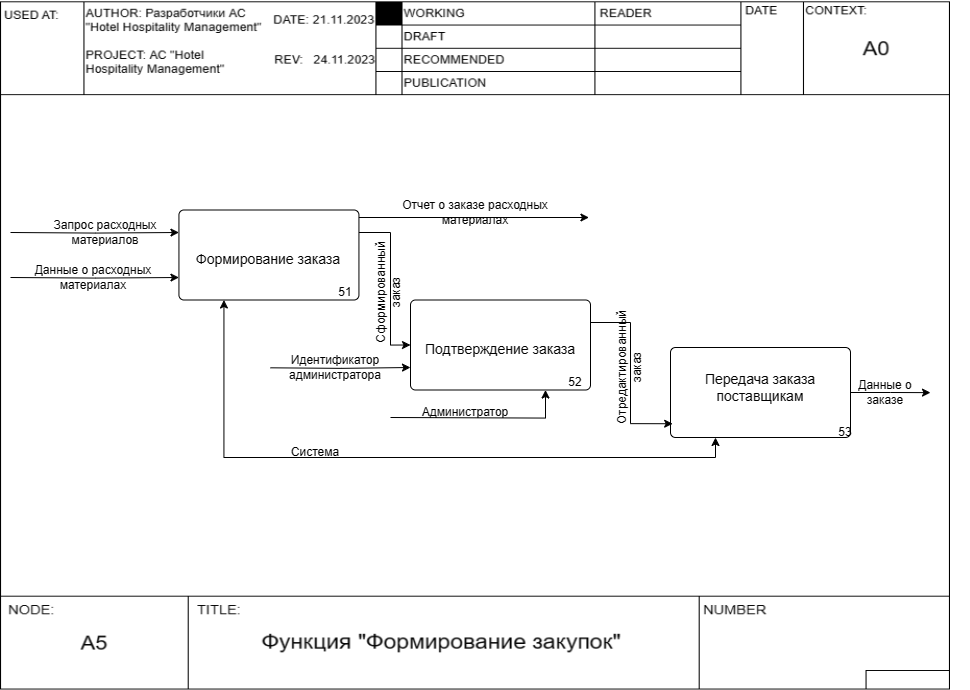 USED AT:
AUTHOR: Разработчики АС
"Hotel Hospitality Management"
DATE: 21.11.2023
PROJECT: АС "Hotel
Hospitality Management"
REV: 24.11.2023
WORKING
DRAFT
RECOMMENDED
PUBLICATION
READER
DATE
CONTEXT:
A0
Запрос расходных
материалов
Данные о расходных
материалах
Формирование заказа
51
Отчет о заказе расходных
материалах
Сформированный
заказ
Идентификатор
администратора
Подтверждение заказа
52
Администратор
Отредактированный
заказ
Передача заказа
поставщикам
53
Данные о
заказе
Система
NODE:
A5
TITLE:
Функция "Формирование закупок"
NUMBER